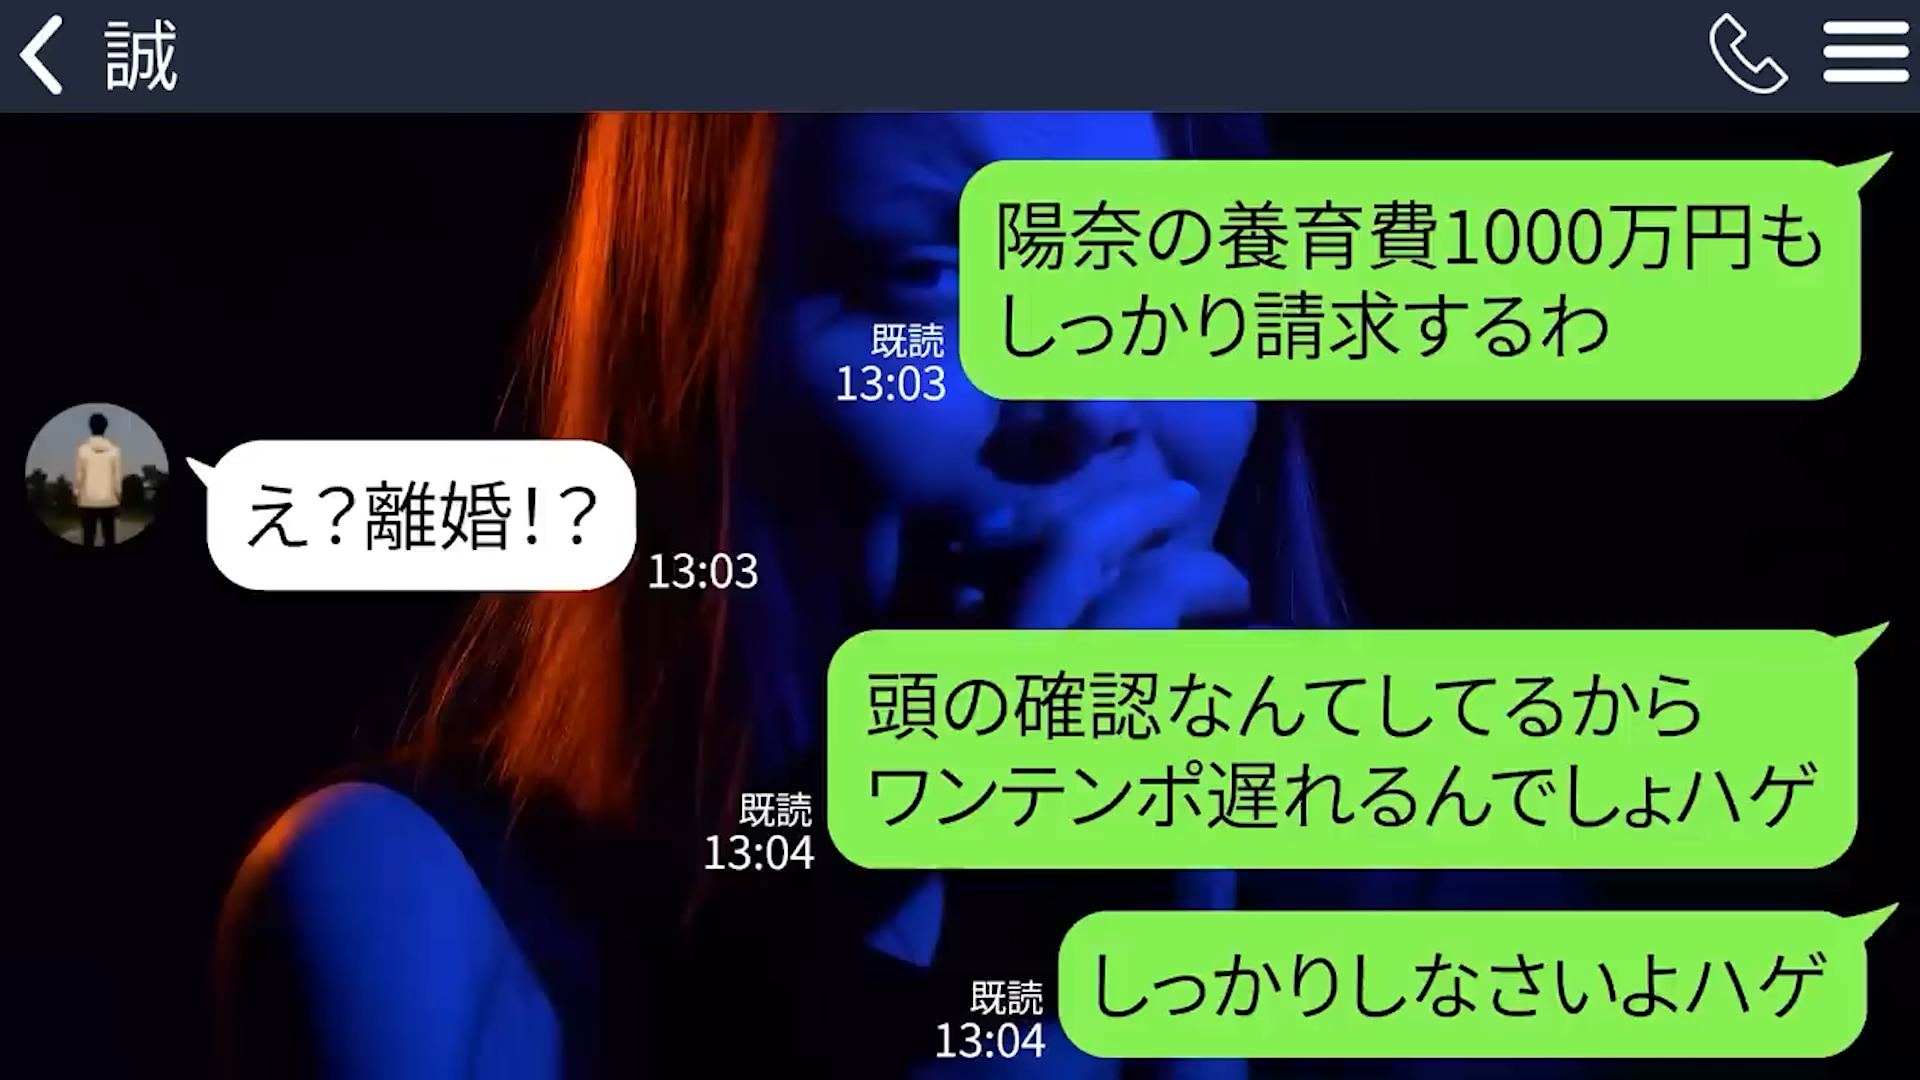 誠
陽奈の養育費1000万円も
しっかり請求するわ
既読
13:03
え？離婚！？
13:03
頭の確認なんてしてるから
ワンテンポ遅れるんでしょハゲ
既読
13:04
しっかりしなさいよハゲ
既読
13:04